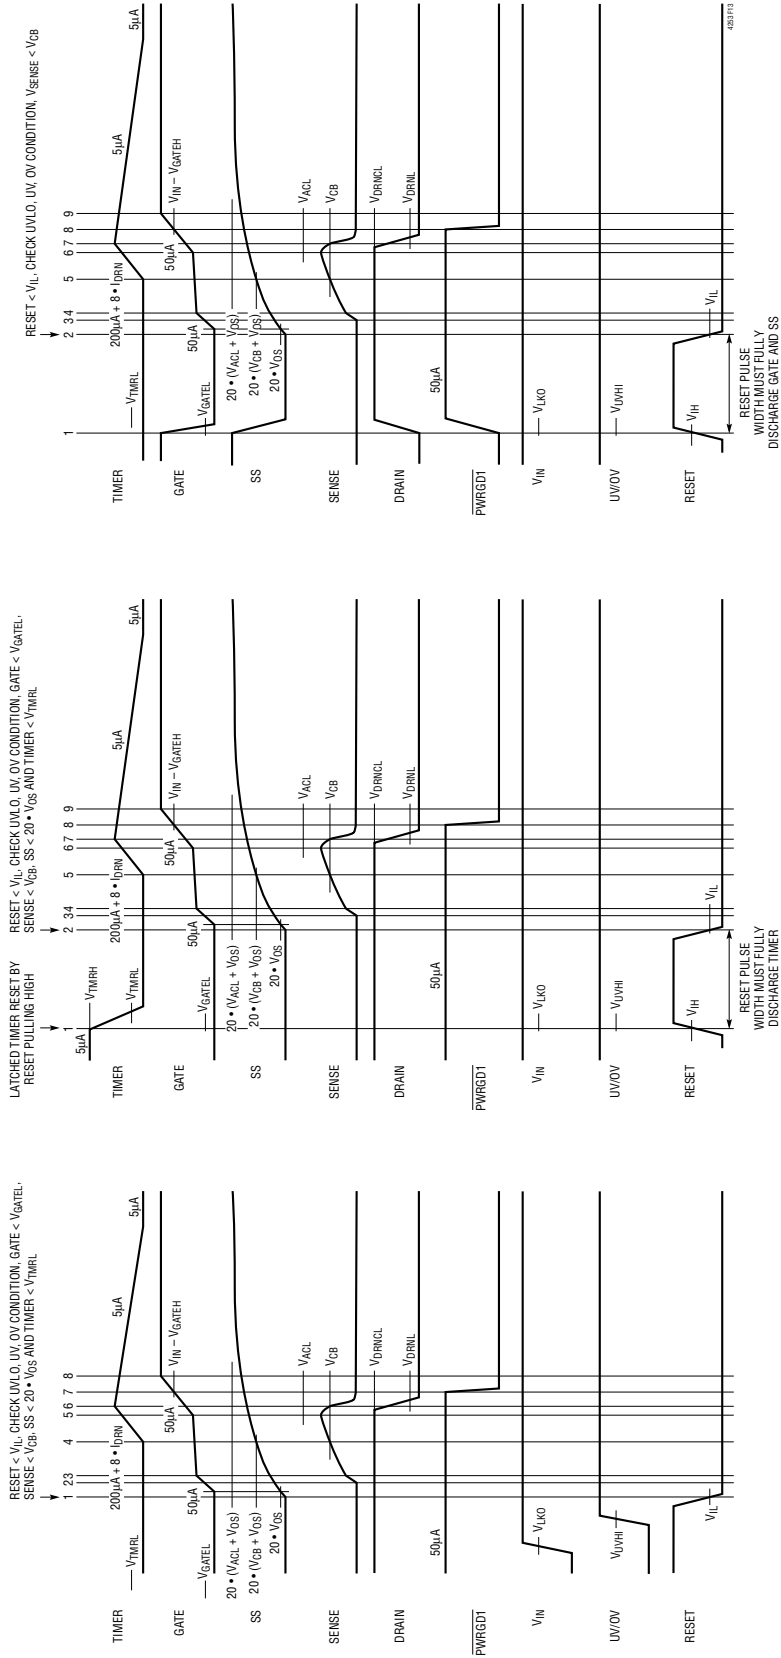 RESET < VIL, CHECK UVLO, UV, OV CONDITION, GATE < VGATEL,
SENSE < VCB, SS < 20 • VOS AND TIMER < VTMRL
1 2 3 4 5 6 7 8
TIMER
VTMRL
200µA + 8 • IDRN
5µA
5µA
GATE
VGATEL
50µA
50µA
VIN – VGATEH
SS
20 • (VACL + VOS)
20 • (VCB + VOS)
20 • VOS
SENSE
VACL
VCB
DRAIN
VDRNCL
VDRNL
PWRGD1
50µA
VIN
VLKO
UV/OV
VUVHI
RESET
VIL
LATCHED TIMER RESET BY
RESET PULLING HIGH
RESET < VIL, CHECK UVLO, UV, OV CONDITION, GATE < VGATEL,
SENSE < VCB, SS < 20 • VOS AND TIMER < VTMRL
1 2 3 4 5 6 7 8 9
TIMER
5µA
VTMRH
VTMRL
200µA + 8 • IDRN
5µA
5µA
GATE
VGATEL
50µA
50µA
VIN – VGATEH
SS
20 • (VACL + VOS)
20 • (VCB + VOS)
20 • VOS
SENSE
VACL
VCB
DRAIN
VDRNCL
VDRNL
PWRGD1
50µA
VIN
VLKO
UV/OV
VUVHI
RESET
VIH
VIL
RESET PULSE
WIDTH MUST FULLY
DISCHARGE TIMER
RESET < VIL, CHECK UVLO, UV, OV CONDITION, VSENSE < VCB
1 2 3 4 5 6 7 8 9
TIMER
VTMRL
200µA + 8 • IDRN
5µA
5µA
GATE
VGATEL
50µA
50µA
VIN – VGATEH
SS
20 • (VACL + VOS)
20 • (VCB + VOS)
20 • VOS
SENSE
VACL
VCB
DRAIN
VDRNCL
VDRNL
PWRGD1
50µA
VIN
VLKO
UV/OV
VUVHI
RESET
VIH
VIL
RESET PULSE
WIDTH MUST FULLY
DISCHARGE GATE AND SS
4253 F13